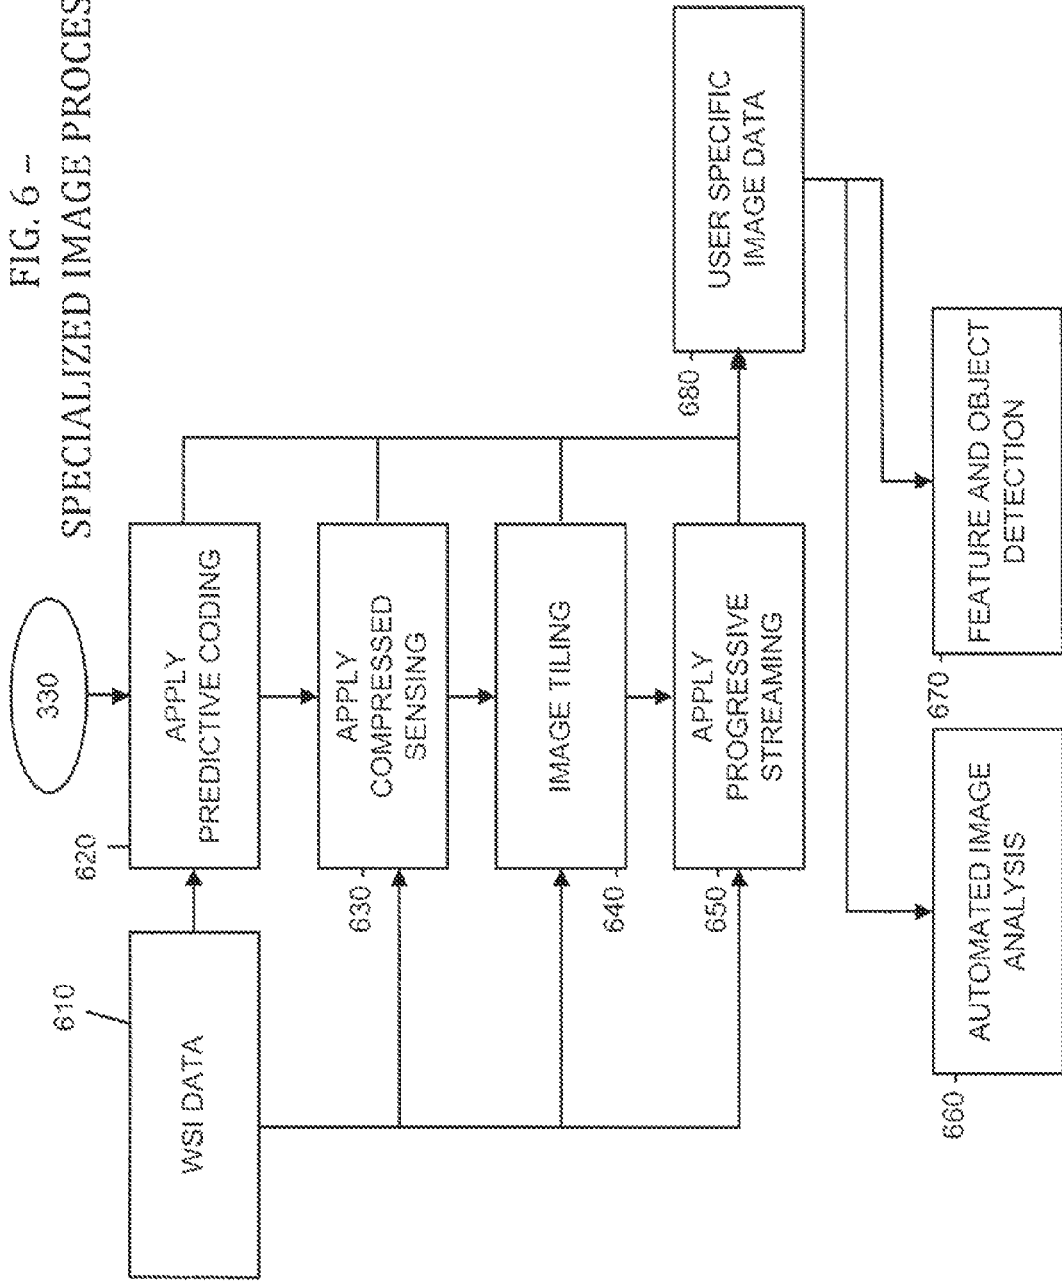 FIG. 6 –
SPECIALIZED IMAGE PROCES
330
610
WSI DATA
620
APPLY
PREDICTIVE CODING
630
APPLY
COMPRESSED
SENSING
640
IMAGE TILING
650
APPLY
PROGRESSIVE
STREAMING
680
USER SPECIFIC
IMAGE DATA
660
AUTOMATED IMAGE
ANALYSIS
670
FEATURE AND OBJECT
DETECTION